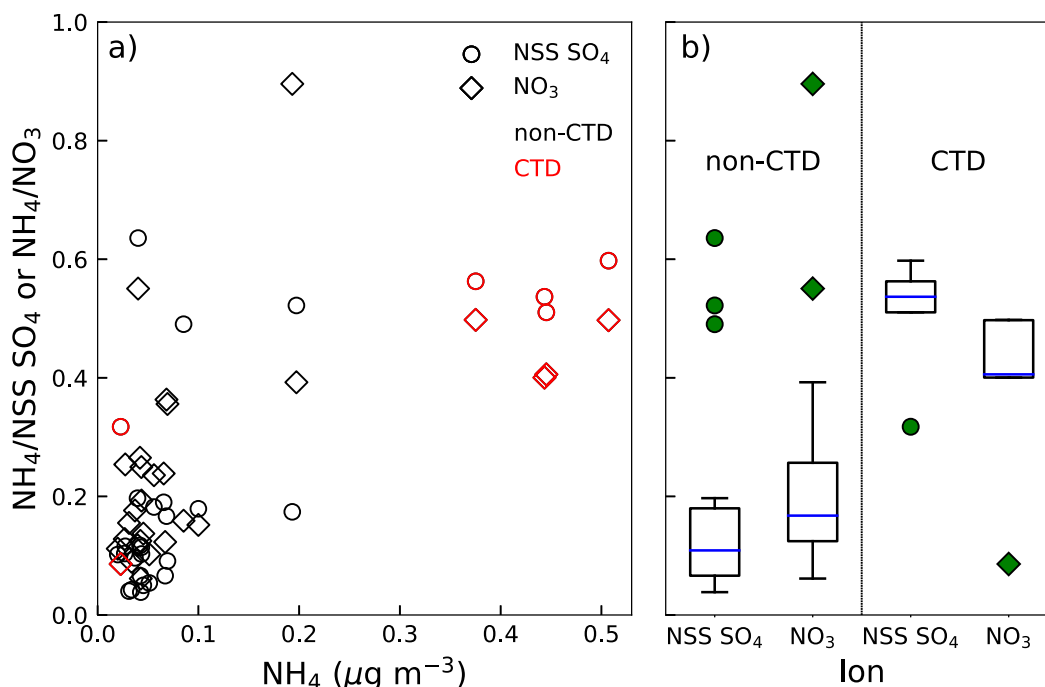 a)
NSS SO₄
NO₃
non-CTD
CTD
1.0
0.8
0.6
0.4
0.2
0.0
NH₄/NSS SO₄ or NH₄/NO₃
0.0 0.1 0.2 0.3 0.4 0.5
NH₄ (μg m⁻³)
b)
non-CTD CTD
NSS SO₄ NO₃ NSS SO₄ NO₃
Ion